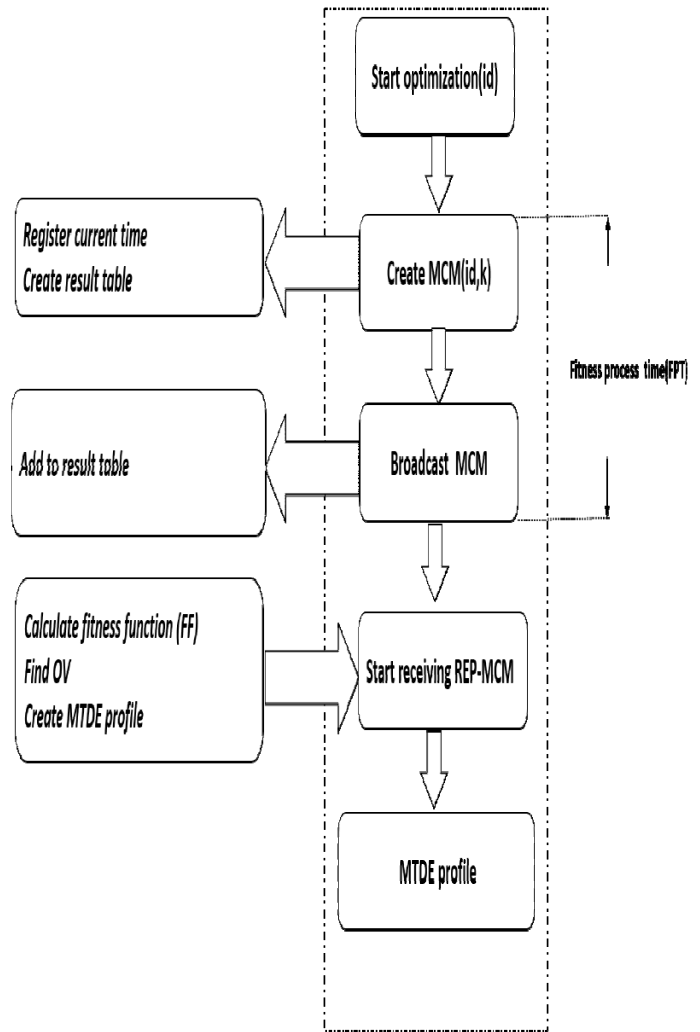 Start optimization(id)
Register current time
Create result table
Create MCM(id,k)
Fitness process time(FPT)
Add to result table
Broadcast MCM
Calculate fitness function (FF)
Find OV
Create MTDE profile
Start receiving REP-MCM
MTDE profile